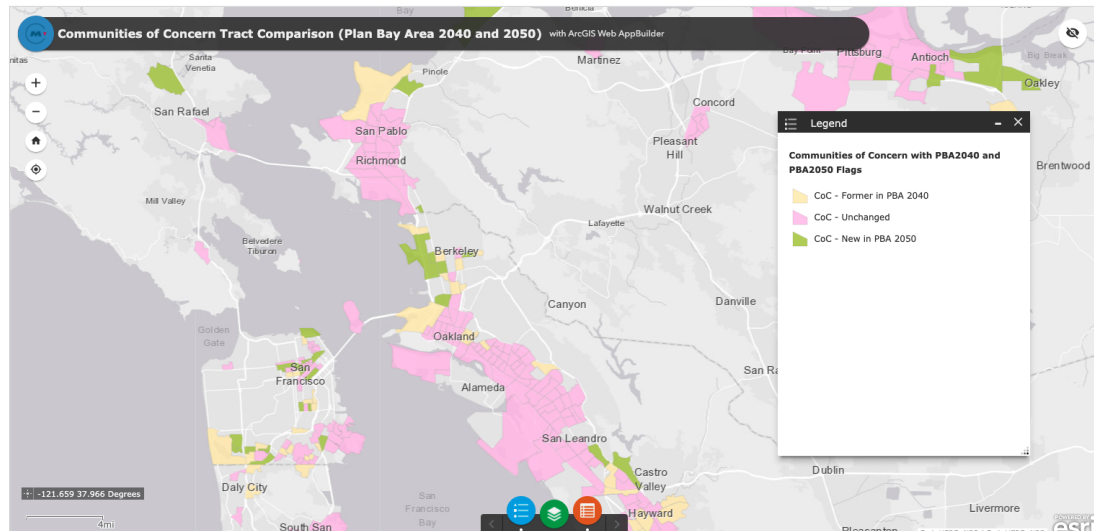 Bay
Benicia
Communities of Concern Tract Comparison (Plan Bay Area 2040 and 2050) with ArcGIS Web AppBuilder
Santa
Venetia
Pinole
Martinez
Bay Point
Pittsburg
Antioch
Big Break
Oakley
San Rafael
Concord
San Pablo
Richmond
Pleasant
Hill
Legend
Communities of Concern with PBA2040 and
PBA2050 Flags
CoC - Former in PBA 2040
CoC - Unchanged
CoC - New in PBA 2050
Brentwood
Mill Valley
Walnut Creek
Lafayette
Belvedere
Tiburon
Berkeley
Canyon
Danville
Golden
Gate
Oakland
San Ra
San
Francisco
Alameda
San Leandro
Castro
Valley
Dublin
Daly City
-121.659 37.966 Degrees
San
Francisco
Bay
Hayward
Livermore
4mi
South San
Pleasanton
POWERED BY
esri